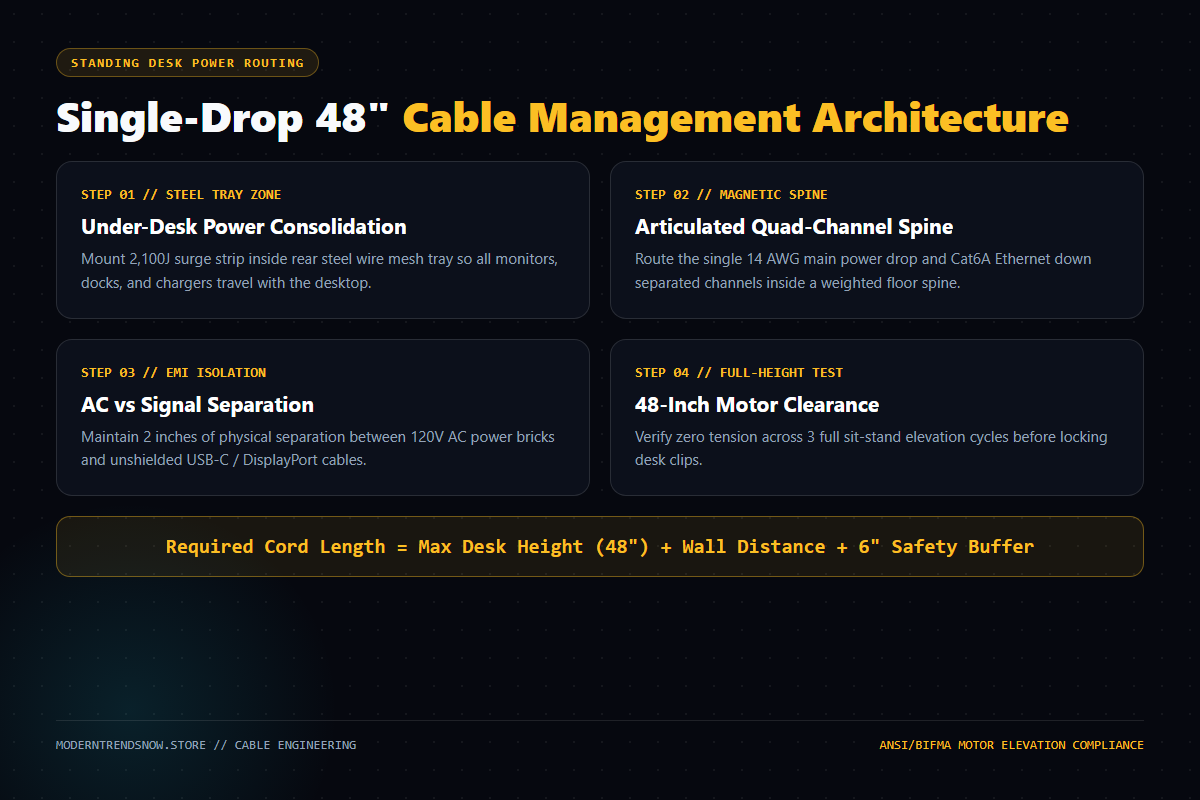 STANDING DESK POWER ROUTING
Single-Drop 48" Cable Management Architecture
STEP 01 // STEEL TRAY ZONE
Under-Desk Power Consolidation
Mount 2,100J surge strip inside rear steel wire mesh tray so all monitors,
docks, and chargers travel with the desktop.
STEP 02 // MAGNETIC SPINE
Articulated Quad-Channel Spine
Route the single 14 AWG main power drop and Cat6A Ethernet down
separated channels inside a weighted floor spine.
STEP 03 // EMI ISOLATION
AC vs Signal Separation
Maintain 2 inches of physical separation between 120V AC power bricks
and unshielded USB-C / DisplayPort cables.
STEP 04 // FULL-HEIGHT TEST
48-Inch Motor Clearance
Verify zero tension across 3 full sit-stand elevation cycles before locking
desk clips.
Required Cord Length = Max Desk Height (48") + Wall Distance + 6" Safety Buffer
MODERNTRENDSNOW.STORE // CABLE ENGINEERING
ANSI/BIFMA MOTOR ELEVATION COMPLIANCE